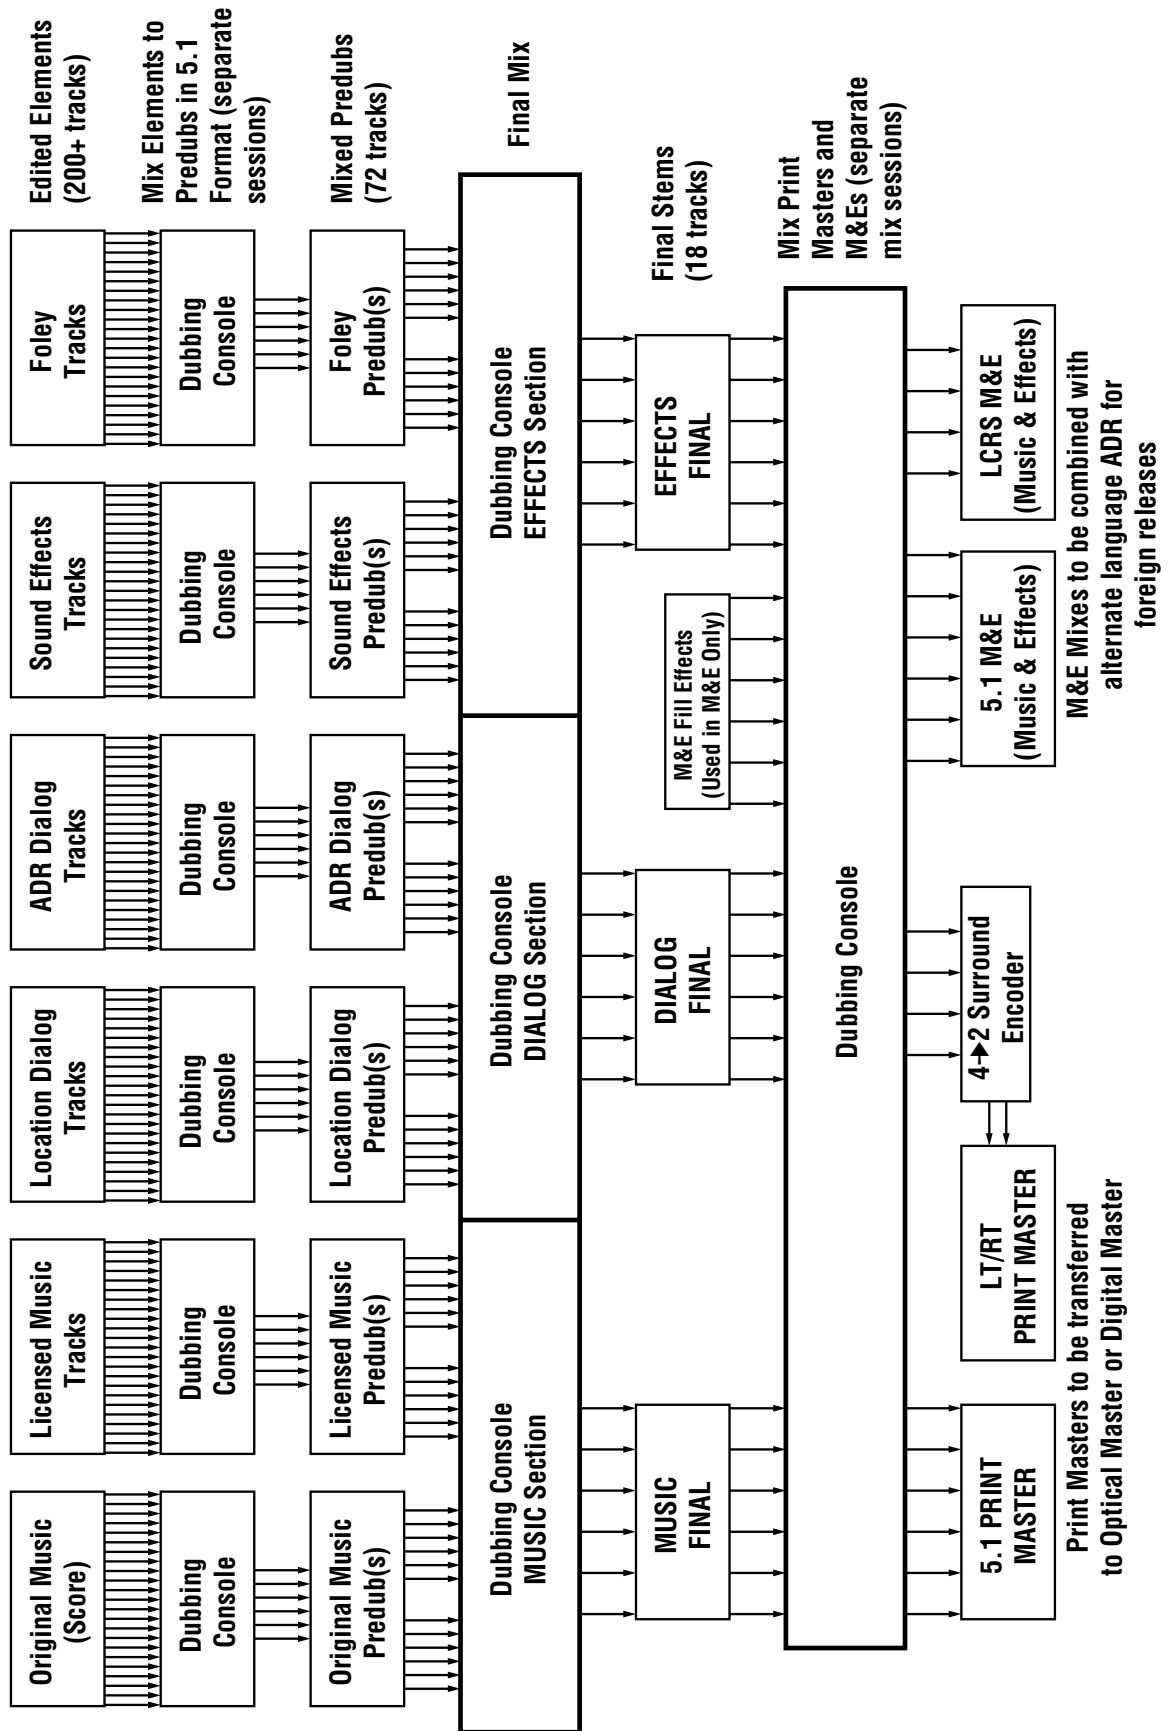 Original Music
(Score)
Licensed Music
Tracks
Location Dialog
Tracks
ADR Dialog
Tracks
Sound Effects
Tracks
Foley
Tracks
Edited Elements
(200+ tracks)
Dubbing
Console
Dubbing
Console
Dubbing
Console
Dubbing
Console
Dubbing
Console
Dubbing
Console
Mix Elements to
Predubs in 5.1
Format (separate
sessions)
Original Music
Predub(s)
Licensed Music
Predub(s)
Location Dialog
Predub(s)
ADR Dialog
Predub(s)
Sound Effects
Predub(s)
Foley
Predub(s)
Mixed Predubs
(72 tracks)
Dubbing Console
MUSIC Section
Dubbing Console
DIALOG Section
Dubbing Console
EFFECTS Section
Final Mix
MUSIC
FINAL
DIALOG
FINAL
M&E Fill Effects
(Used in M&E Only)
EFFECTS
FINAL
Final Stems
(18 tracks)
Dubbing Console
Mix Print
Masters and
M&Es (separate
mix sessions)
5.1 PRINT
MASTER
LT/RT
PRINT MASTER
4→2 Surround
Encoder
5.1 M&E
(Music & Effects)
LCRS M&E
(Music & Effects)
Print Masters to be transferred
to Optical Master or Digital Master
M&E Mixes to be combined with
alternate language ADR for
foreign releases